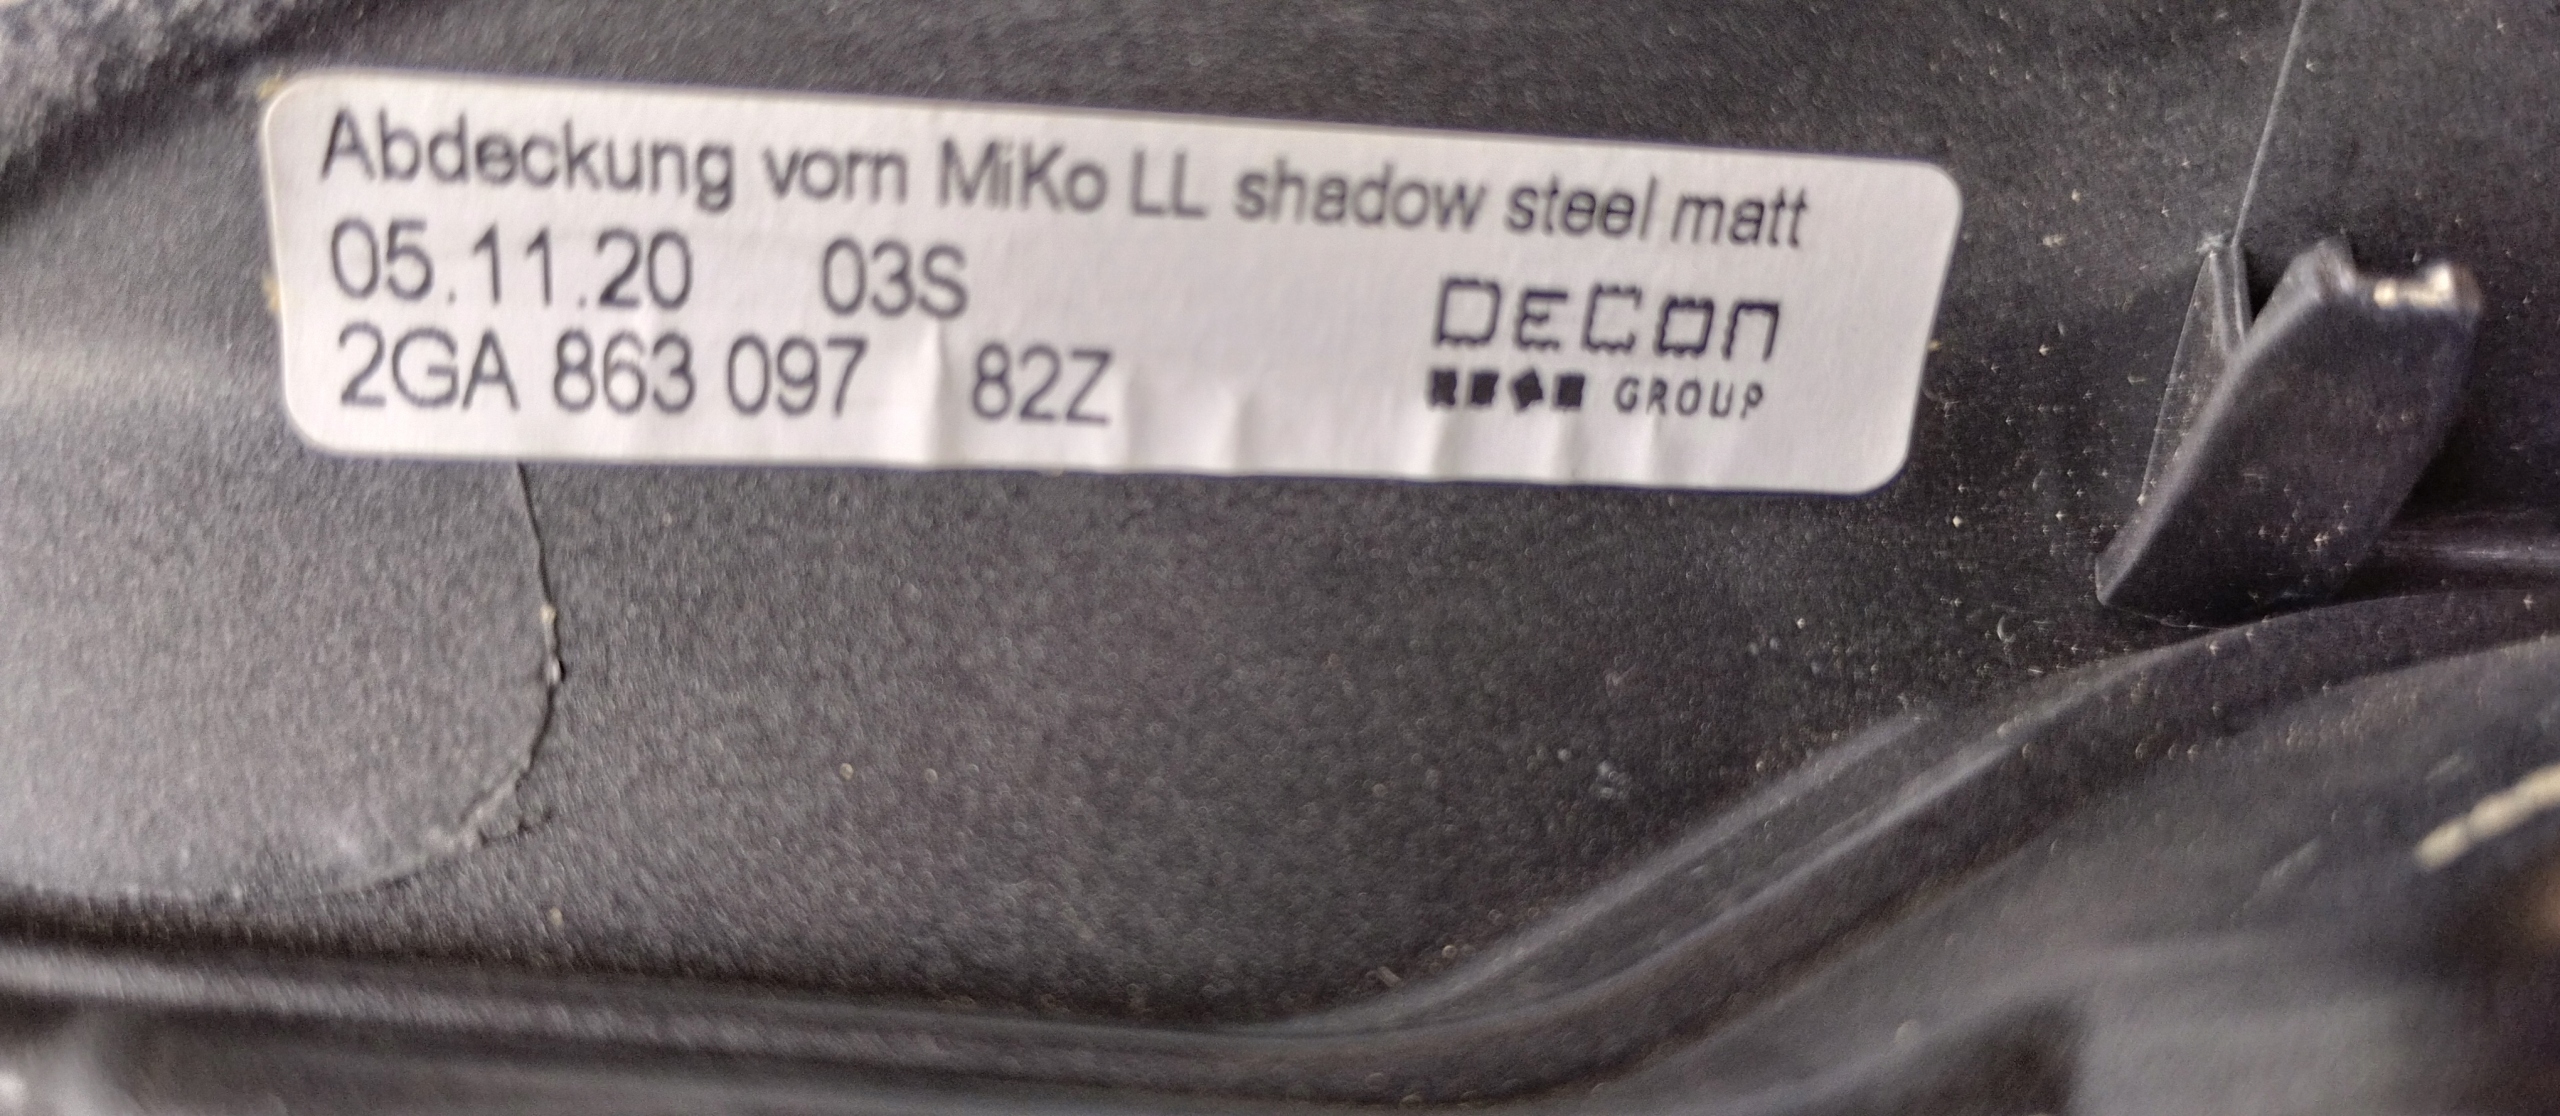 Abdeckung vorn MiKo LL shadow steel matt
05.11.20 03S
2GA 863 097 82Z
DECON
GROUP